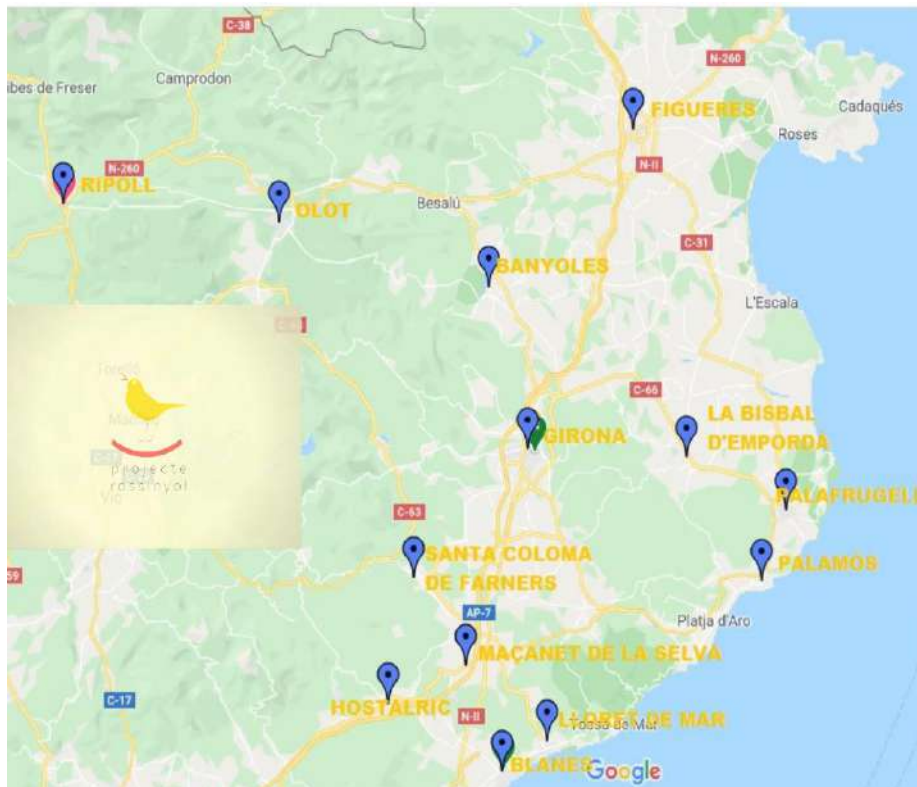 C-38
N-260
Camprodon
ibes de Freser
FIGUERES
Cadaqués
Roses
N-260
N-II
RIPOLL
OLOT
Besalú
C-31
BANYOLES
L'Escala
C-66
Torelló
LA BISBAL
D'EMPORDA
GIRONA
projecte
rossinyol
Vic
PALAFRUGELL
C-63
SANTA COLOMA
DE FARNERS
PALAMÓS
59
AP-7
Platja d'Aro
MAÇANET DE LA SELVA
C-17
HOSTALRIC
N-II
LLORET DE MAR
Tossa de Mar
BLANES
Google